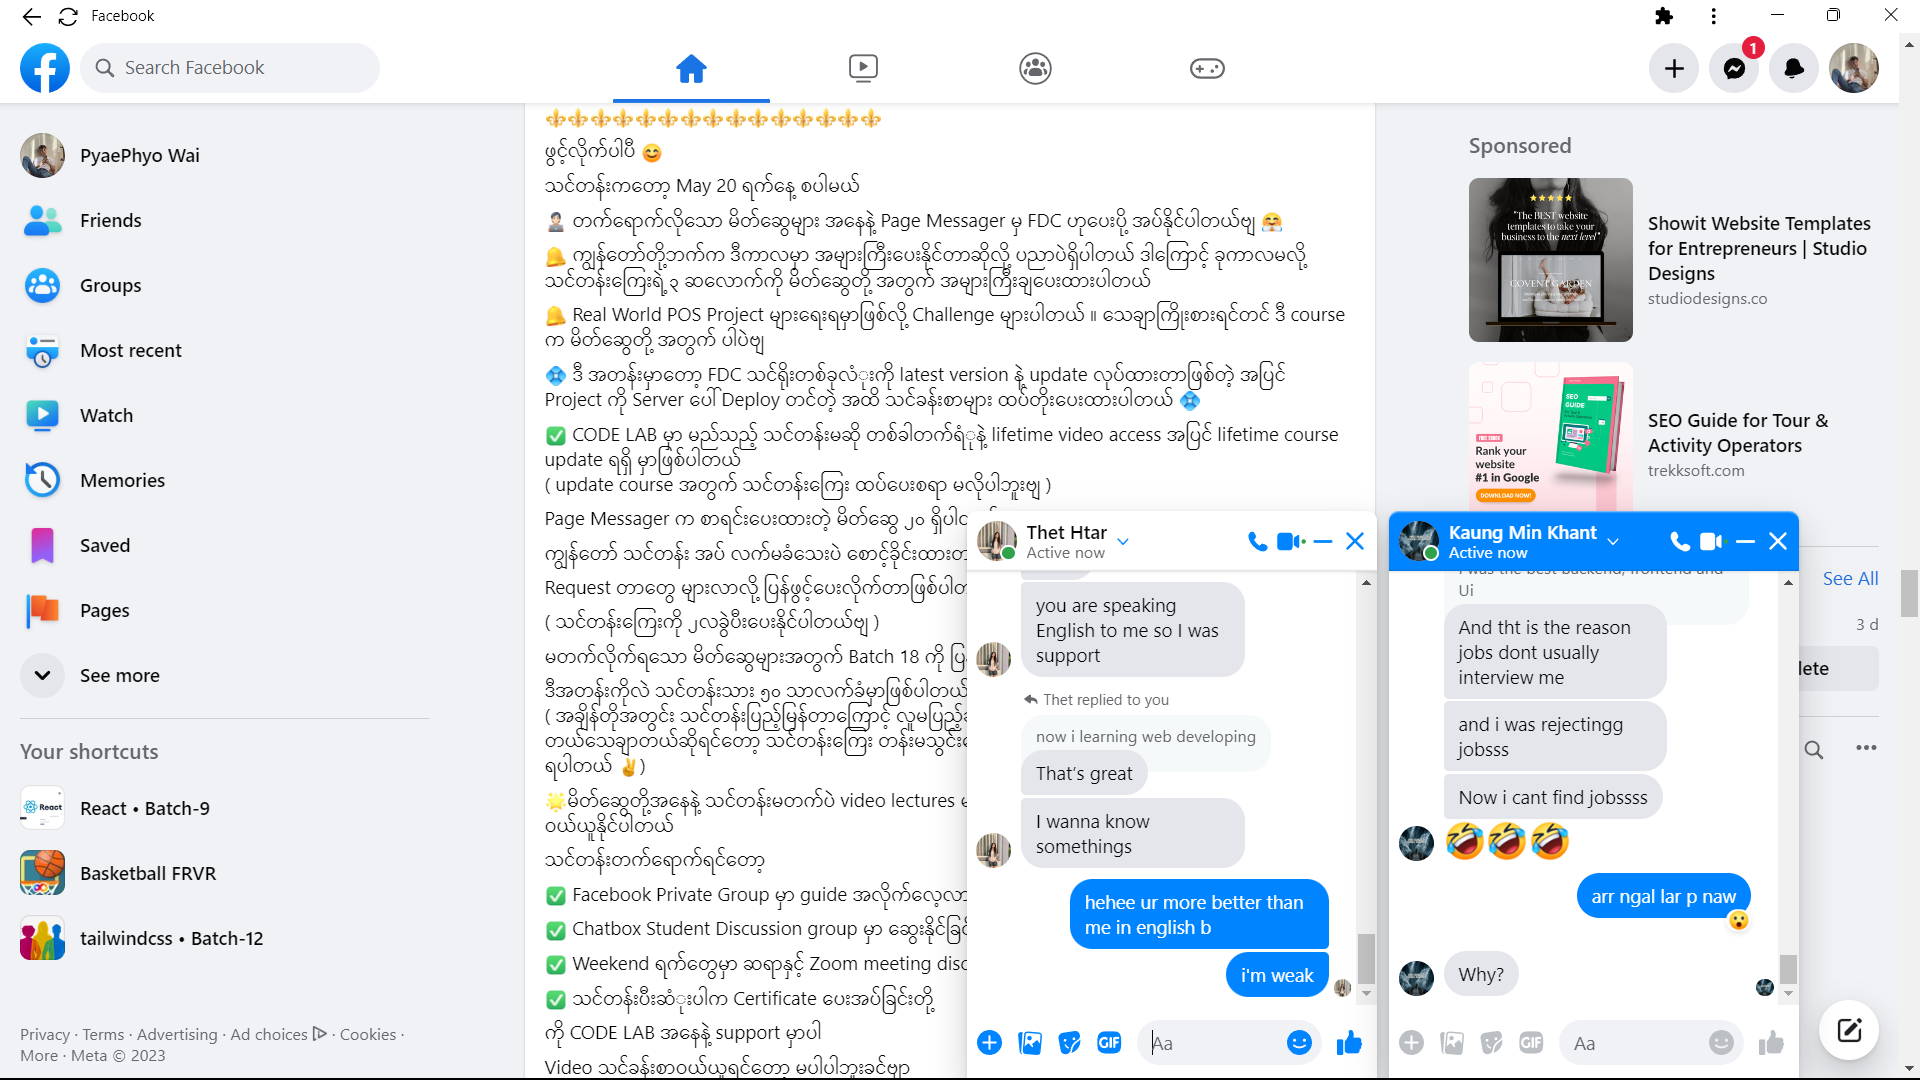 Facebook
Search Facebook
1
PyaePhyo Wai
Friends
Groups
Most recent
Watch
Memories
Saved
Pages
See more
Your shortcuts
React • Batch-9
Basketball FRVR
tailwindcss • Batch-12
Privacy · Terms · Advertising · Ad choices · Cookies ·
More · Meta © 2023
ဖွင့်လိုက်ပါပီ 😊
သင်တန်းကတော့ May 20 ရက်နေ့ စပါမယ်
တက်ရောက်လိုသော မိတ်ဆွေများ အနေနဲ့ Page Messager မှ FDC ဟုပေးပို့ အပ်နိုင်ပါတယ်ဗျ 🤗
🔔 ကျွန်တော်တို့ဘက်က ဒီကာလမှာ အများကြီးပေးနိုင်တာဆိုလို့ ပညာပဲရှိပါတယ် ဒါကြောင့် ခုကာလမလို့
သင်တန်းကြေးရဲ့ ၃ ဆလောက်ကို မိတ်ဆွေတို့ အတွက် အများကြီးချပေးထားပါတယ်
🔔 Real World POS Project များရေးရမှာဖြစ်လို့ Challenge များပါတယ် ။ သေချာကြိုးစားရင်တင် ဒီ course
က မိတ်ဆွေတို့ အတွက် ပါပဲဗျ
💠 ဒီ အတန်းမှာတော့ FDC သင်ရိုးတစ်ခုလံုးကို latest version နဲ့ update လုပ်ထားတာဖြစ်တဲ့ အပြင်
Project ကို Server ပေါ် Deploy တင်တဲ့ အထိ သင်ခန်းစာများ ထပ်တိုးပေးထားပါတယ် 💠
✅ CODE LAB မှာ မည်သည့် သင်တန်းမဆို တစ်ခါတက်ရံုနဲ့ lifetime video access အပြင် lifetime course
update ရရှိ မှာဖြစ်ပါတယ်
( update course အတွက် သင်တန်းကြေး ထပ်ပေးစရာ မလိုပါဘူးဗျ )
Page Messager က စာရင်းပေးထားတဲ့ မိတ်ဆွေ ၂၀
ကျွန်တော် သင်တန်း အပ် လက်မခံသေးပဲ စောင့်ခိုင်းထား
Request တာတွေ များလာလို့ ပြန်ဖွင့်ပေးလိုက်တာဖြစ်
( သင်တန်းကြေးကို ၂လခွဲပီးပေးနိုင်ပါတယ်ဗျ )
မတက်လိုက်ရသော မိတ်ဆွေများအတွက် Batch 18 ကို
ဒီအတန်းကိုလဲ သင်တန်းသား ၅၀ သာလက်ခံမှာဖြစ်ပါတယ်
( အချိန်တိုအတွင်း သင်တန်းပြည့်မြန်တာကြောင့်
တယ်သေချာတယ်ဆိုရင်တော့ သင်တန်းကြေး
ရပါတယ် ✌️)
🌟မိတ်ဆွေတို့အနေနဲ့ သင်တန်းမတက်ပဲ video lectures
ဝယ်ယူနိုင်ပါတယ်
သင်တန်းတက်ရောက်ရင်တော့
✅ Facebook Private Group မှာ guide
✅ Chatbox Student Discussion group မှာ
✅ Weekend ရက်တွေမှာ ဆရာနှင့် Zoom meeting
✅ သင်တန်းပီးဆံုးပါက Certificate ပေးအပ်ခြင်းတို့
ကို CODE LAB အနေနဲ့ support မှာပါ
Video သင်ခန်းစာဝယ်ယူရင်တော့ မပါပါဘူးခင်ဗျာ
Thet Htar
Active now
you are speaking
English to me so I was
support
Thet replied to you
now i learning web developing
That's great
I wanna know
somethings
hehee ur more better than
me in english b
i'm weak
GIF
Aa
Kaung Min Khant
Active now
I was the best backend, frontend and
Ui
And tht is the reason
jobs dont usually
interview me
and i was rejectingg
jobsss
Now i cant find jobssss
🤣🤣🤣
arr ngal lar p naw
😮
Why?
GIF
Aa
Sponsored
"The BEST website
templates to take your
business to the next level"
COVENT GARDEN
Showit Website Templates
for Entrepreneurs | Studio
Designs
studiodesigns.co
SEO
GUIDE
Rank your
website
#1 in Google
DOWNLOAD NOW!
SEO Guide for Tour &
Activity Operators
trekksoft.com
See All
3 d
lete